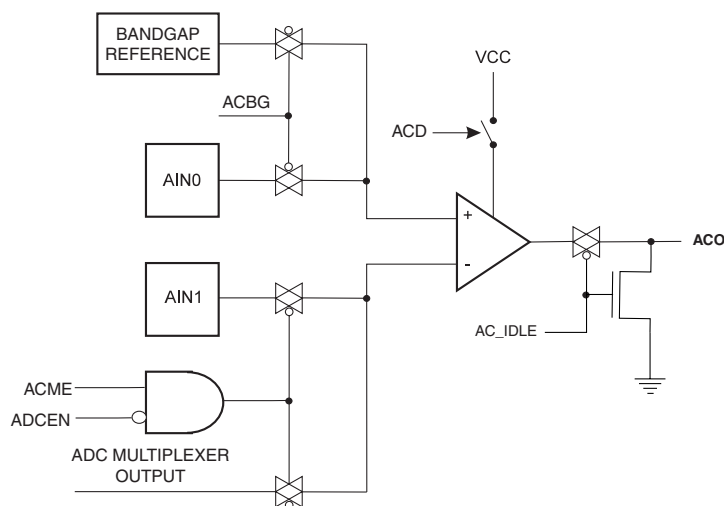 BANDGAP
REFERENCE
VCC
ACBG
ACD
AIN0
+
ACO
-
AIN1
AC_IDLE
ACME
ADCEN
ADC MULTIPLEXER
OUTPUT